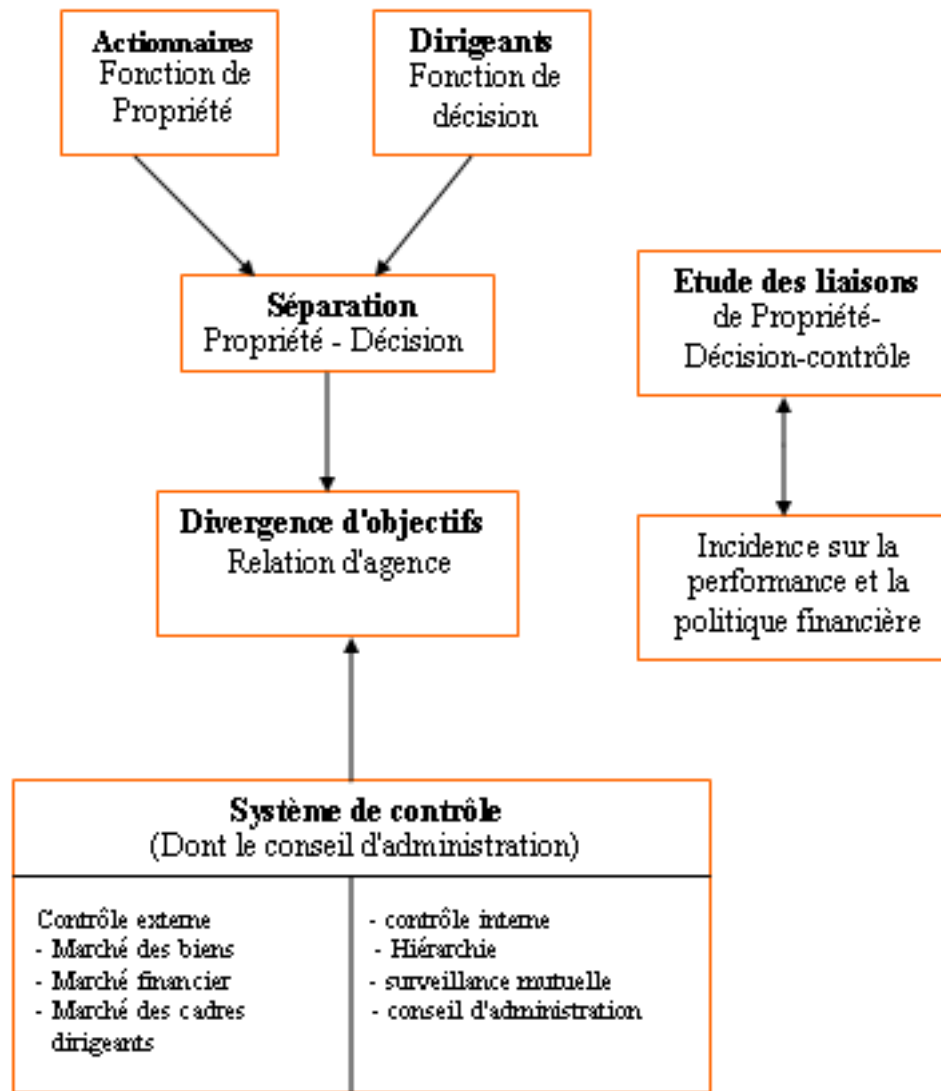 Actionnaires
Fonction de
Propriété
Dirigeants
Fonction de
décision
Séparation
Propriété - Décision
Etude des liaisons
de Propriété-
Décision-contrôle
Divergence d'objectifs
Relation d'agence
Incidence sur la
performance et la
politique financière
Système de contrôle
(Dont le conseil d'administration)
Contrôle externe
- Marché des biens
- Marché financier
- Marché des cadres
dirigeants
- contrôle interne
- Hiérarchie
- surveillance mutuelle
- conseil d'administration